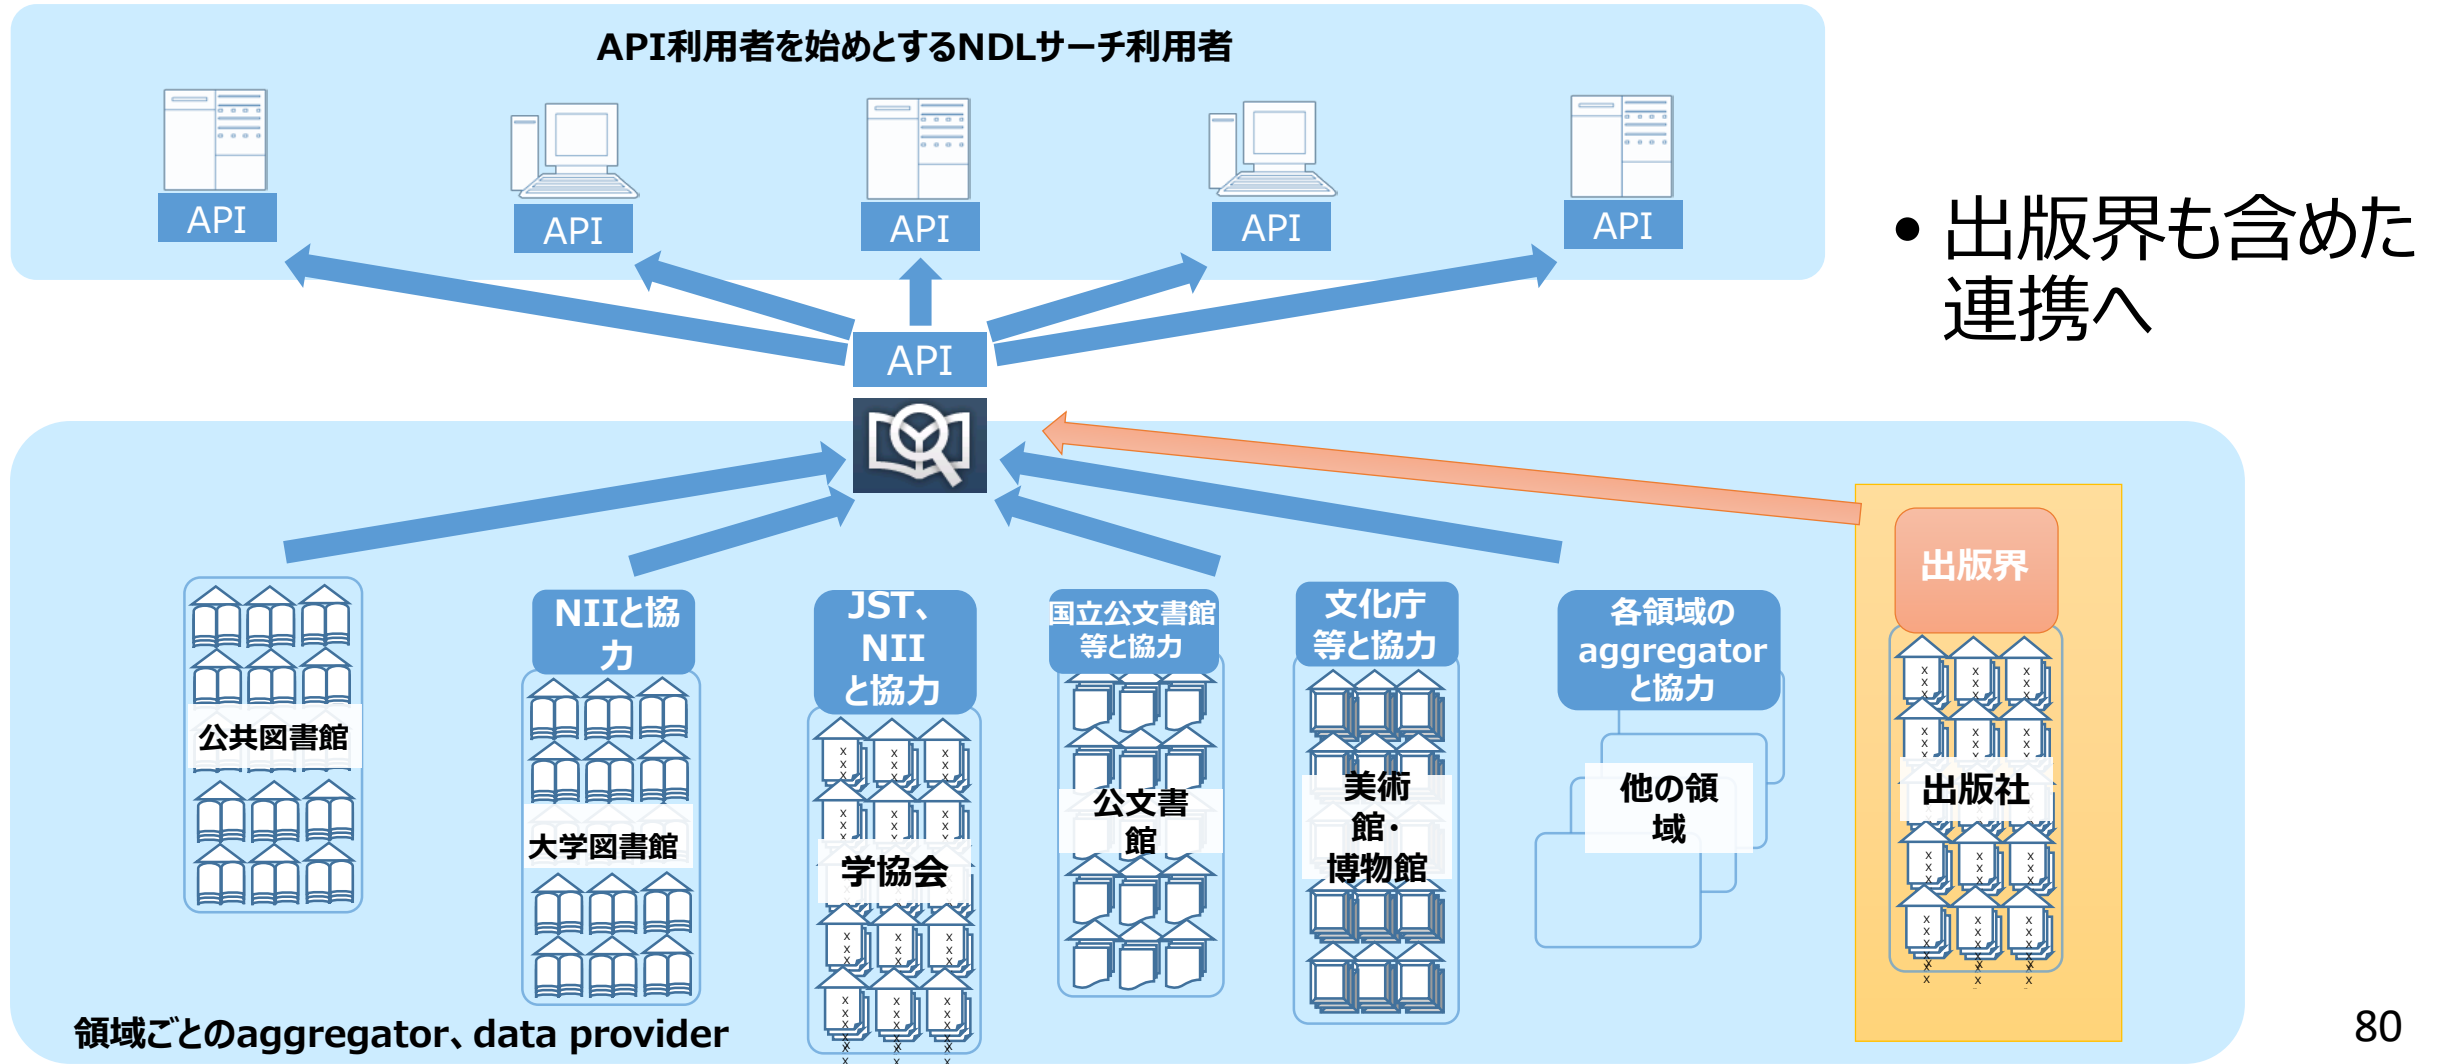 API利用者を始めとするNDLサーチ利用者
API
API
API
API
API
• 出版界も含めた
連携へ
API
公共図書館
NIIと協
力
大学図書館
JST、
NII
と協力
学協会
国立公文書館
等と協力
公文書
館
文化庁
等と協力
美術
館・
博物館
各領域の
aggregator
と協力
他の領
域
出版界
出版社
領域ごとのaggregator、data provider
80